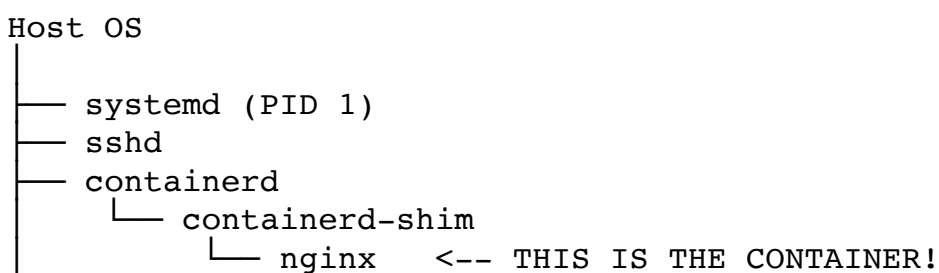 Host OS
│
├── systemd (PID 1)
├── sshd
├── containerd
│     └── containerd-shim
│           └── nginx   <-- THIS IS THE CONTAINER!